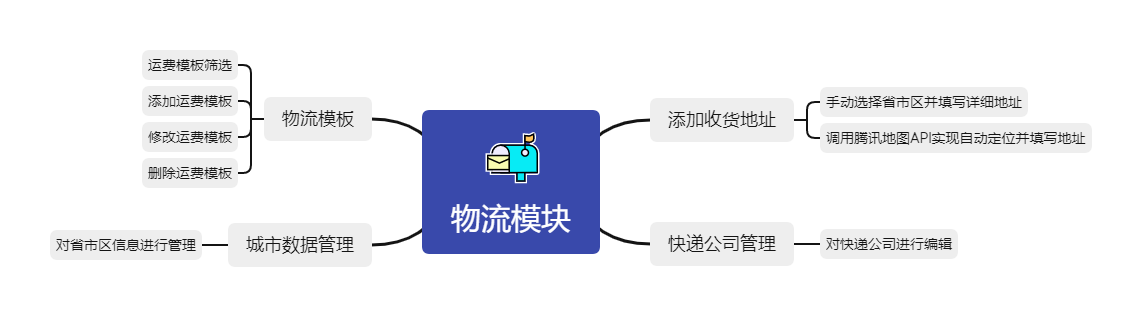 物流模块
物流模板
运费模板筛选
添加运费模板
修改运费模板
删除运费模板
城市数据管理
对省市区信息进行管理
添加收货地址
手动选择省市区并填写详细地址
调用腾讯地图API实现自动定位并填写地址
快递公司管理
对快递公司进行编辑